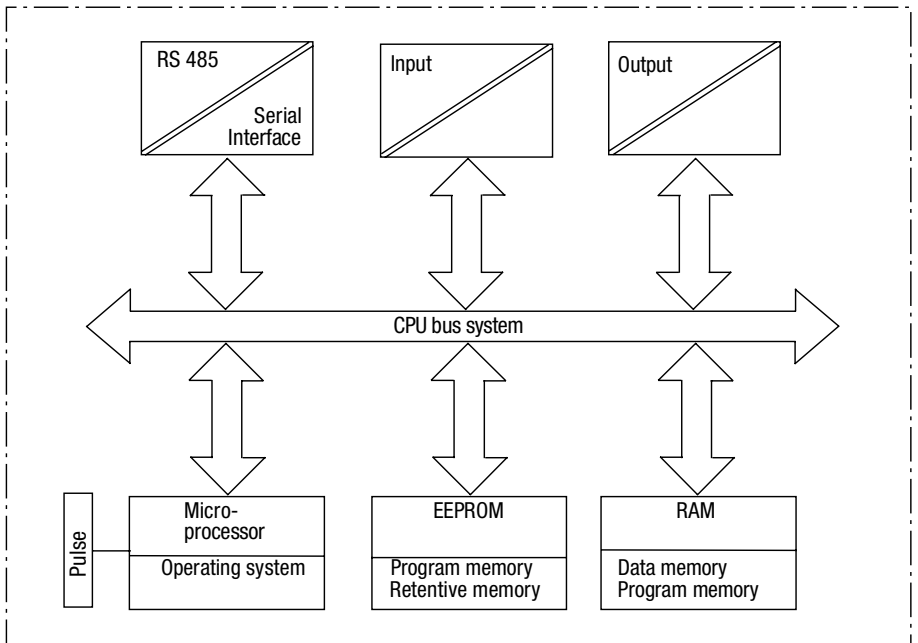 RS 485
Serial
Interface
Input
Output
CPU bus system
Pulse
Micro-
processor
Operating system
EEPROM
Program memory
Retentive memory
RAM
Data memory
Program memory